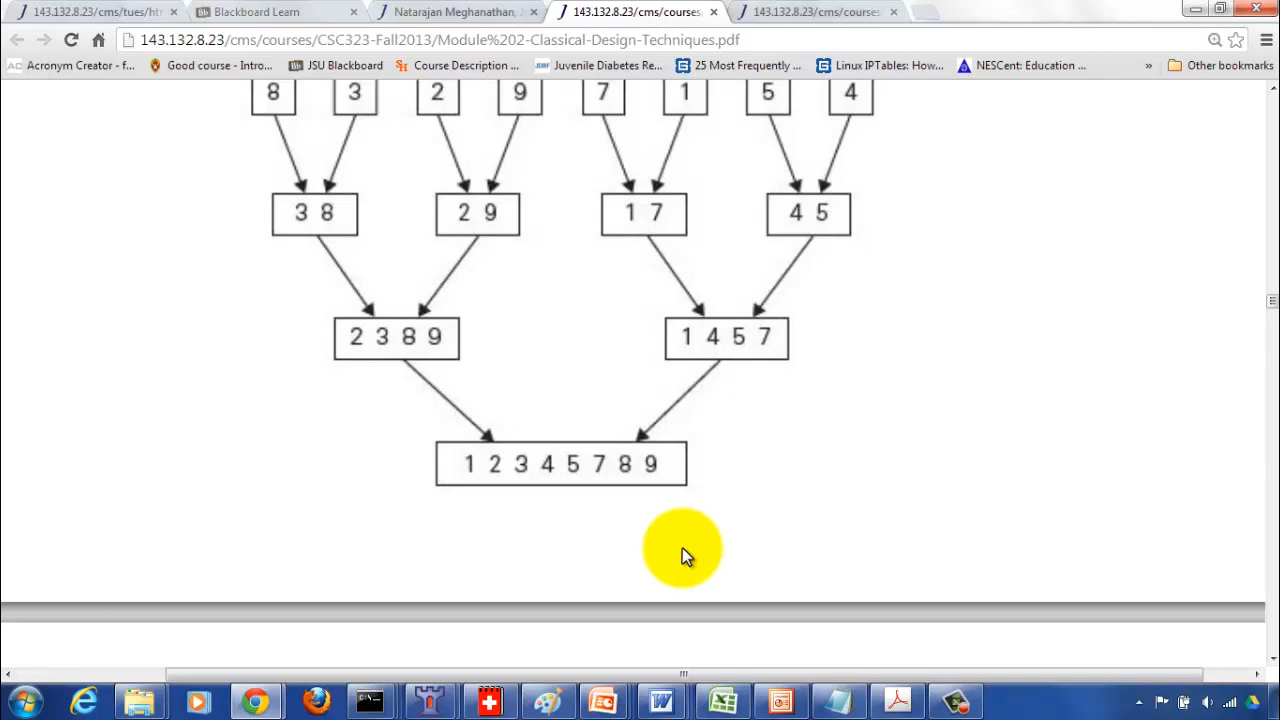 143.132.8.23/cms/tues/ht
Blackboard Learn
Natarajan Meghanathan,
143.132.8.23/cms/courses
143.132.8.23/cms/courses
143.132.8.23/cms/courses/CSC323-Fall2013/Module%202-Classical-Design-Techniques.pdf
AC Acronym Creator - f...
Good course - Intro...
Bb JSU Blackboard
Course Description ...
JDRF Juvenile Diabetes Re...
25 Most Frequently ...
Linux IPTables: How...
NESCent: Education ...
» Other bookmarks
8 3 2 9 7 1 5 4
3 8 2 9 1 7 4 5
2 3 8 9 1 4 5 7
1 2 3 4 5 7 8 9